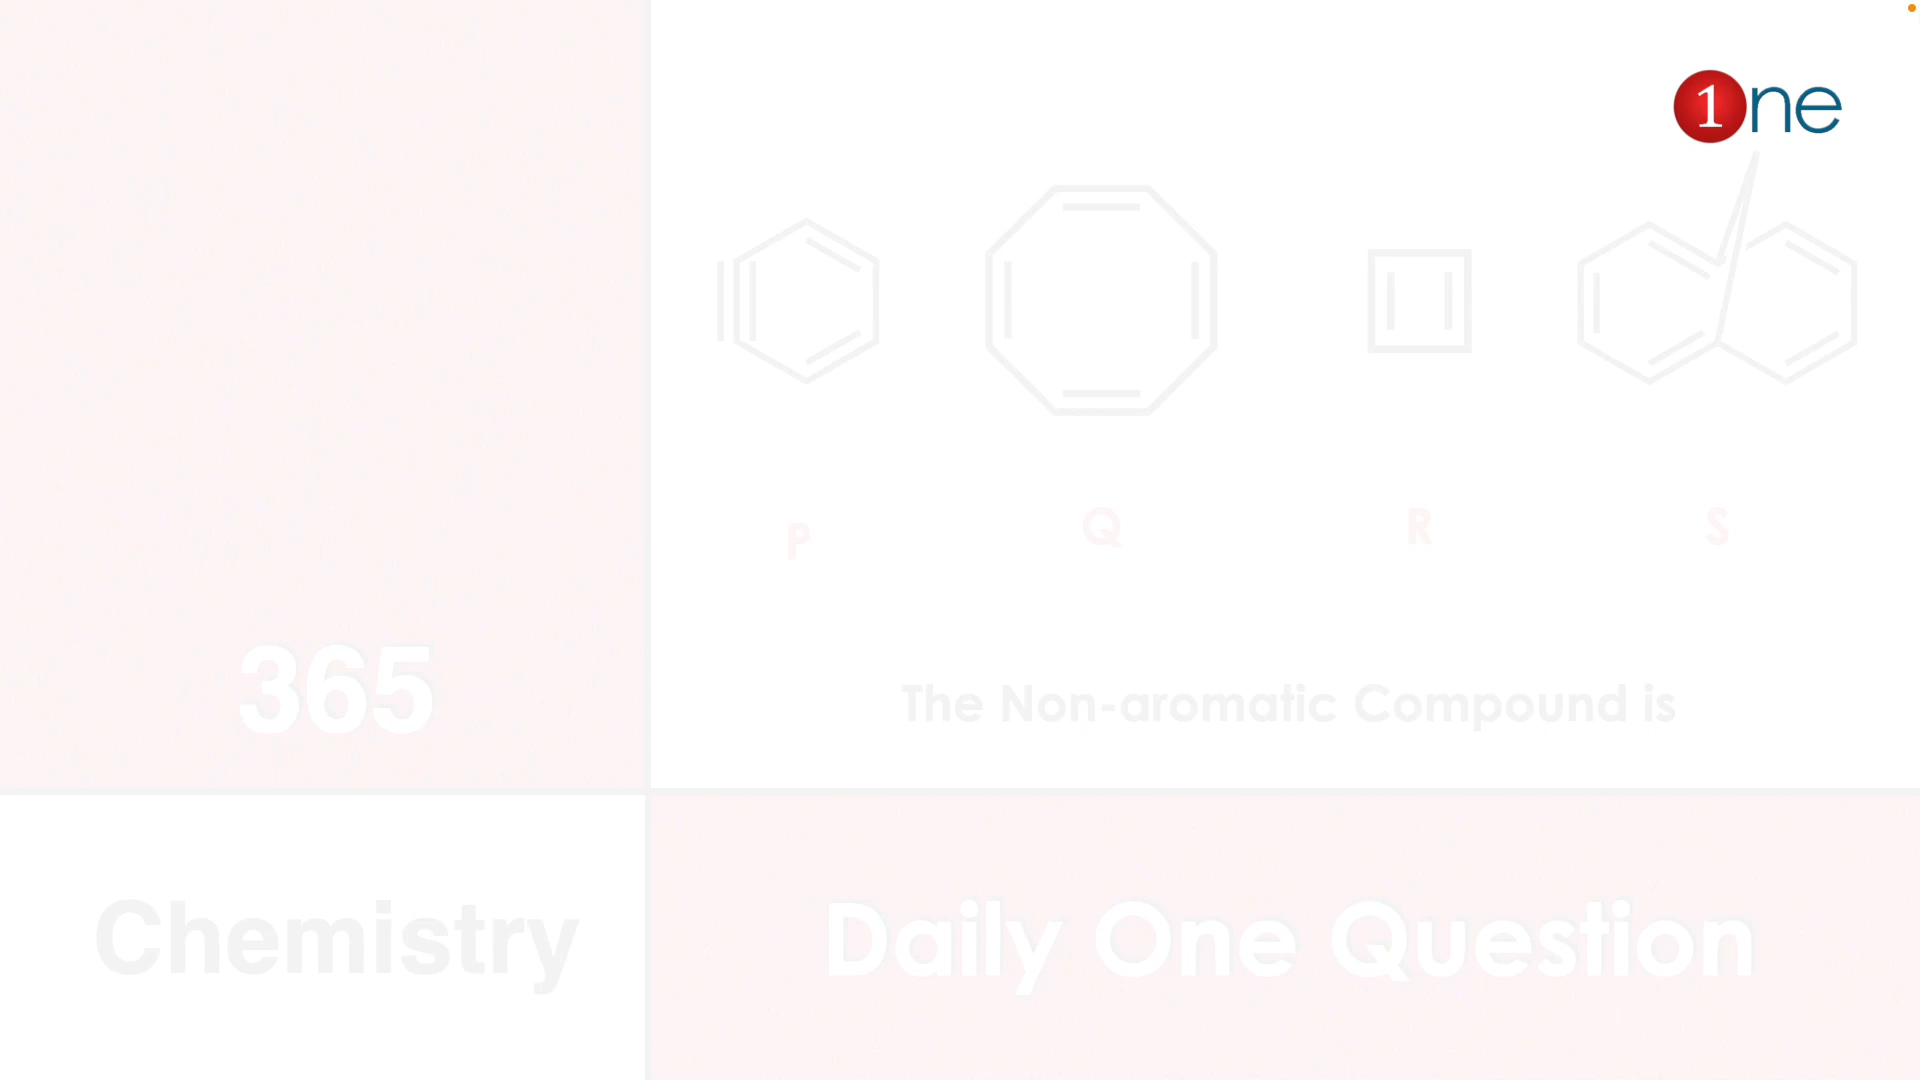 1ne
P Q R S
365
The Non-aromatic Compound is
Chemistry
Daily One Question